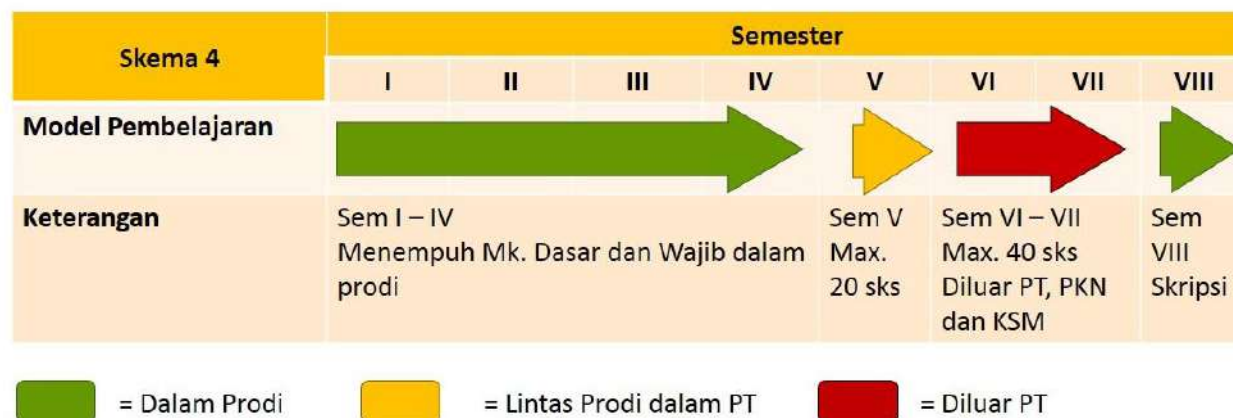 Skema 4
Semester
I II III IV V VI VII VIII
Model Pembelajaran
Keterangan
Sem I – IV
Menempuh Mk. Dasar dan Wajib dalam
prodi
Sem V
Max.
20 sks
Sem VI – VII
Max. 40 sks
Diluar PT, PKN
dan KSM
Sem
VIII
Skripsi
= Dalam Prodi
= Lintas Prodi dalam PT
= Diluar PT